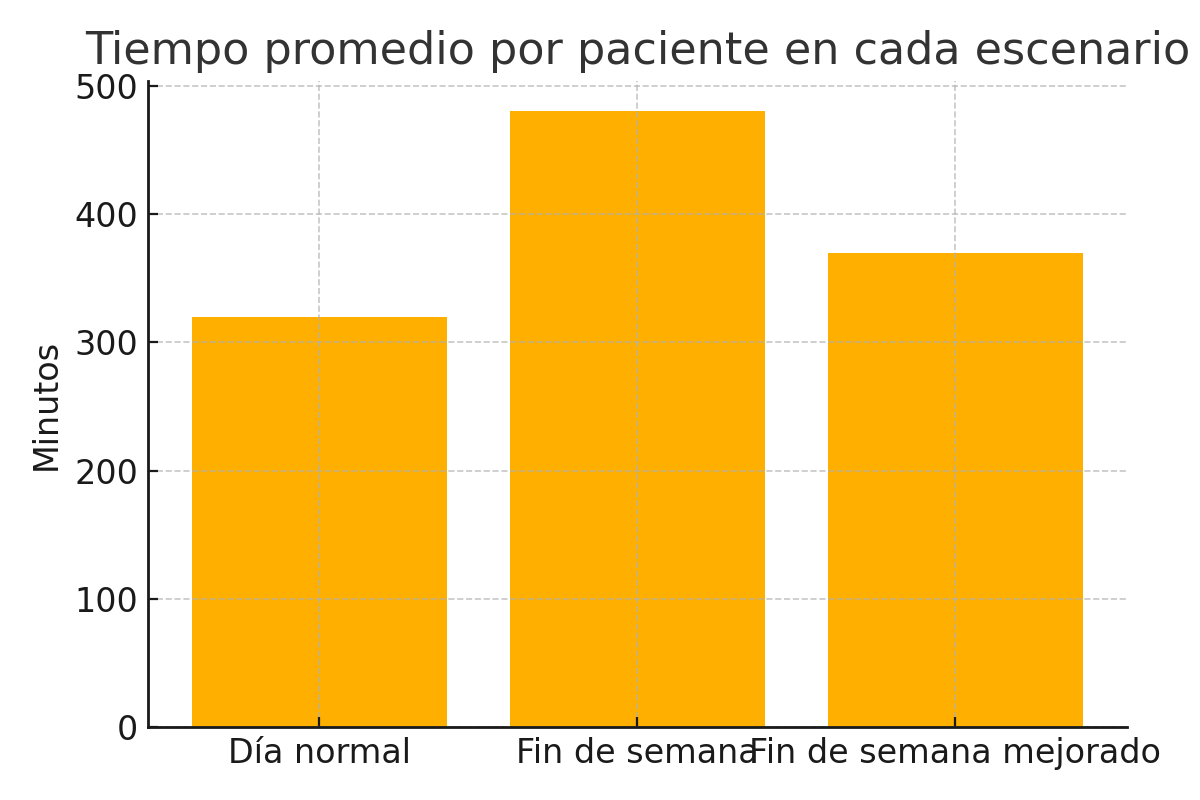 Tiempo promedio por paciente en cada escenario
500
400
300
200
100
0
Minutos
Día normal
Fin de semana
Fin de semana mejorado